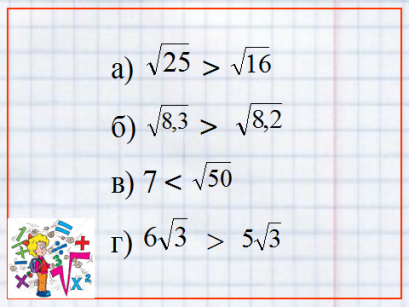 а) √25 > √16
б) √8,3 > √8,2
в) 7 < √50
г) 6√3 > 5√3